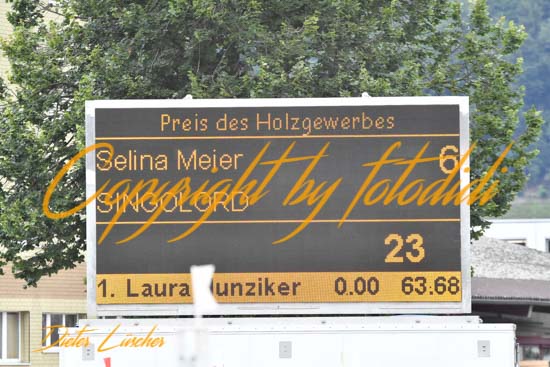 Preis des Holzgewerbes
Selina Meier 6
SINGOLORD
Copyright by fotodidi
23
1. Laura Hunziker 0.00 63.68
Dieter Lüscher